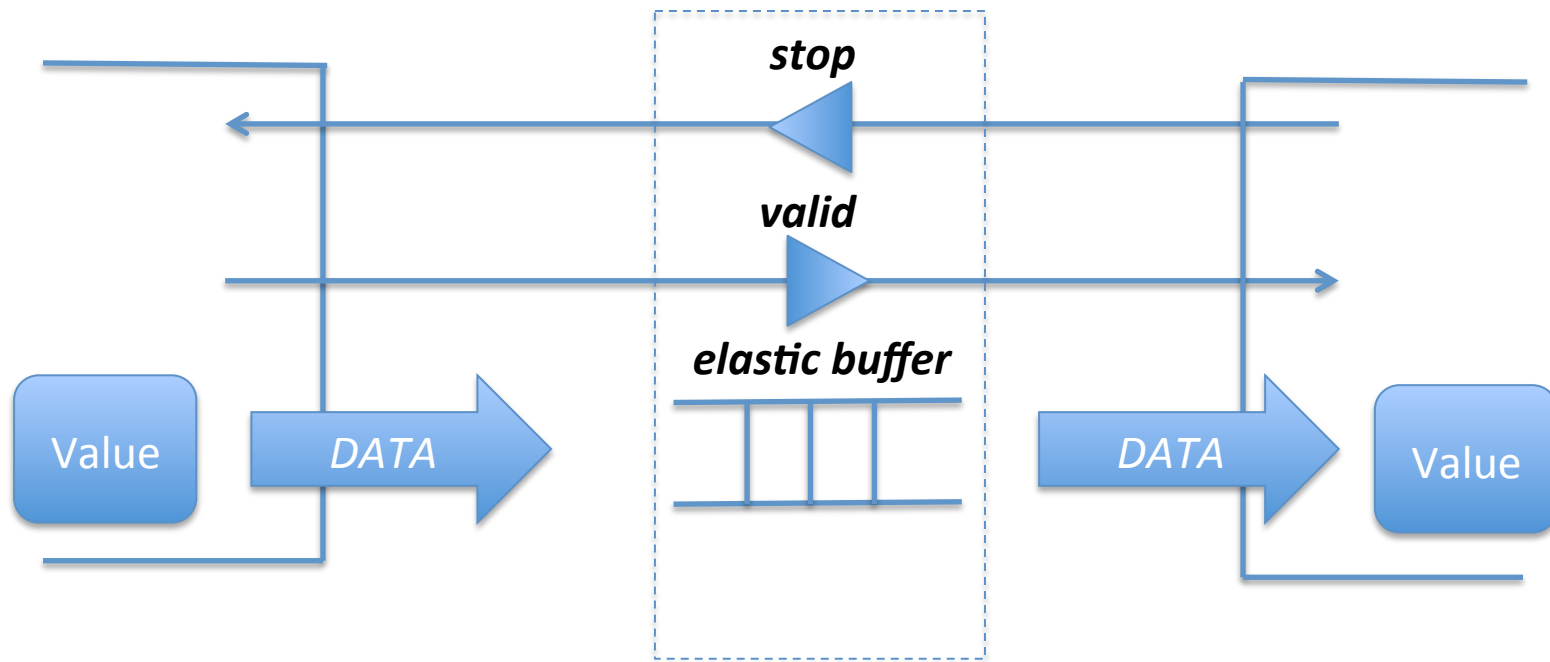 stop
valid
elastic buffer
Value
DATA
DATA
Value